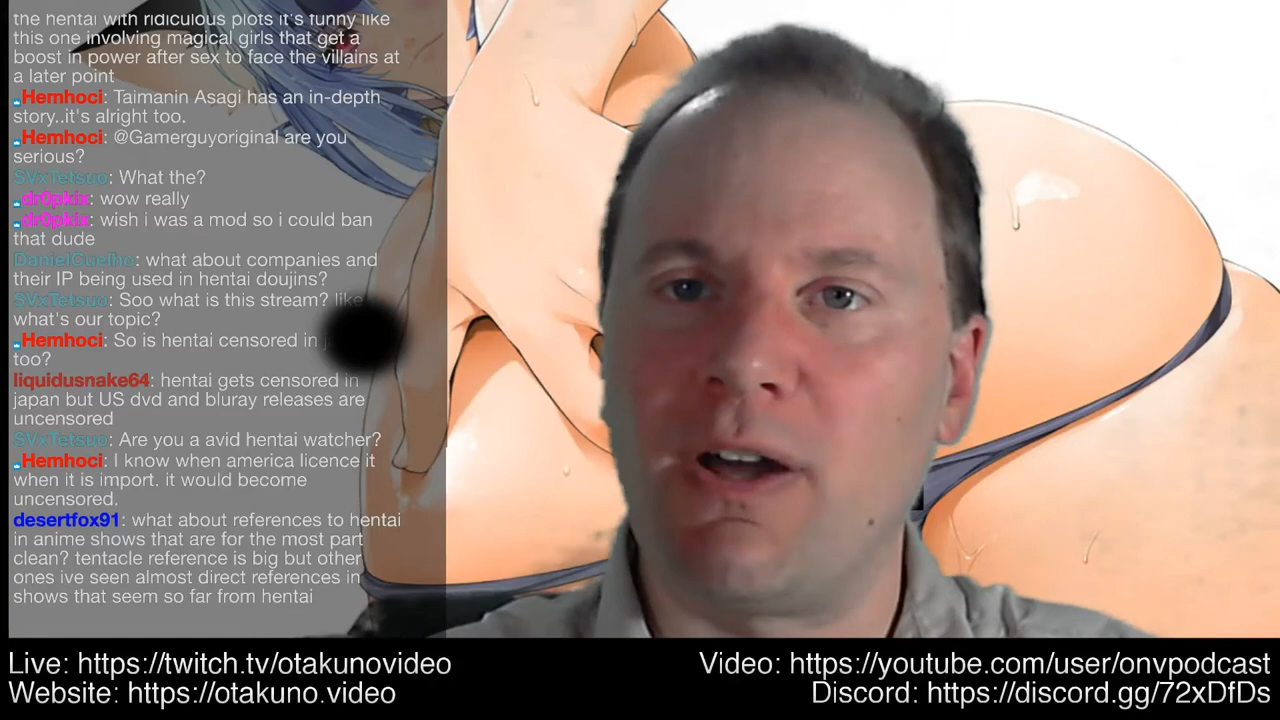 the hentai with ridiculous plots it's funny like
this one involving magical girls that get a
boost in power after sex to face the villains at
a later point
Hemhoci: Taimanin Asagi has an in-depth
story..it's alright too.
Hemhoci: @Gamerguyoriginal are you
serious?
SVxTetsuo: What the?
dr0pkix: wow really
dr0pkix: wish i was a mod so i could ban
that dude
DanielCuelho: what about companies and
their IP being used in hentai doujins?
SVxTetsuo: Soo what is this stream? like
what's our topic?
Hemhoci: So is hentai censored in
too?
liquidusnake64: hentai gets censored in
japan but US dvd and bluray releases are
uncensored
SVxTetsuo: Are you a avid hentai watcher?
Hemhoci: I know when america licence it
when it is import. it would become
uncensored.
desertfox91: what about references to hentai
in anime shows that are for the most part
clean? tentacle reference is big but other
ones ive seen almost direct references in
shows that seem so far from hentai
Live: https://twitch.tv/otakunovideo
Website: https://otakuno.video
Video: https://youtube.com/user/onvpodcast
Discord: https://discord.gg/72xDfDs